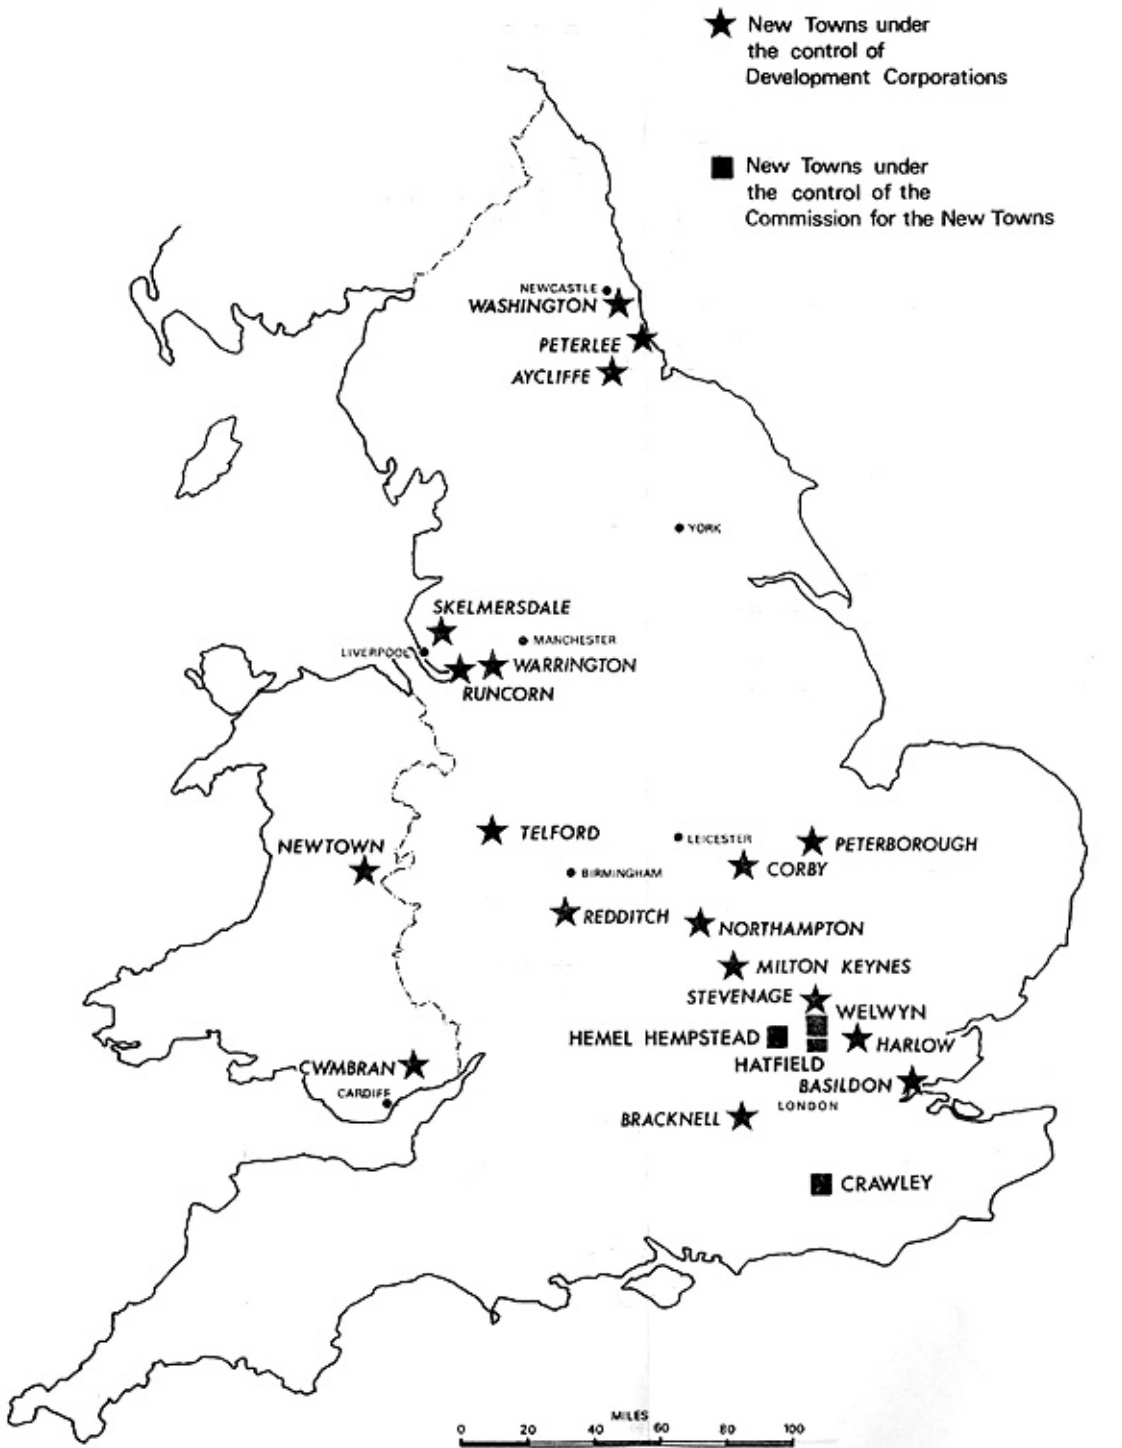 New Towns under
the control of
Development Corporations
New Towns under
the control of the
Commission for the New Towns
NEWCASTLE
WASHINGTON
PETERLEE
AYCLIFFE
YORK
SKELMERSDALE
MANCHESTER
LIVERPOOL
WARRINGTON
RUNCORN
TELFORD
LEICESTER
PETERBOROUGH
NEWTOWN
CORBY
BIRMINGHAM
REDDITCH
NORTHAMPTON
MILTON KEYNES
STEVENAGE
WELWYN
HEMEL HEMPSTEAD
HARLOW
HATFIELD
CWMBRAN
BASILDON
CARDIFF
LONDON
BRACKNELL
CRAWLEY
MILES
0 20 40 60 80 100